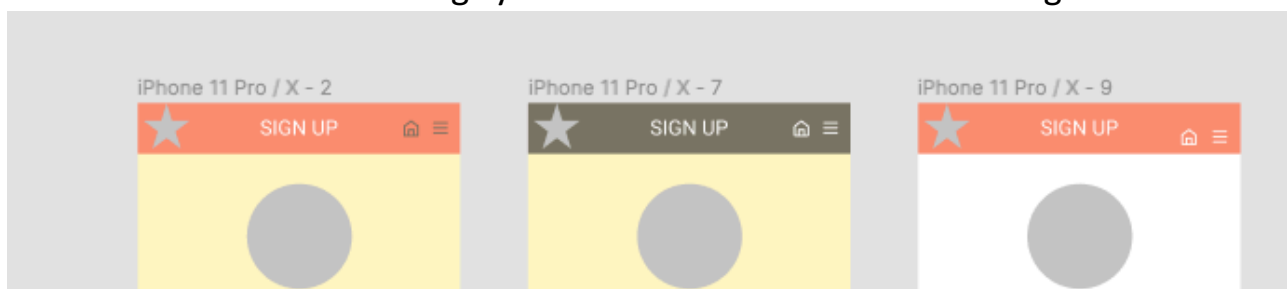 iPhone 11 Pro / X - 2
iPhone 11 Pro / X - 7
iPhone 11 Pro / X - 9
SIGN UP
SIGN UP
SIGN UP